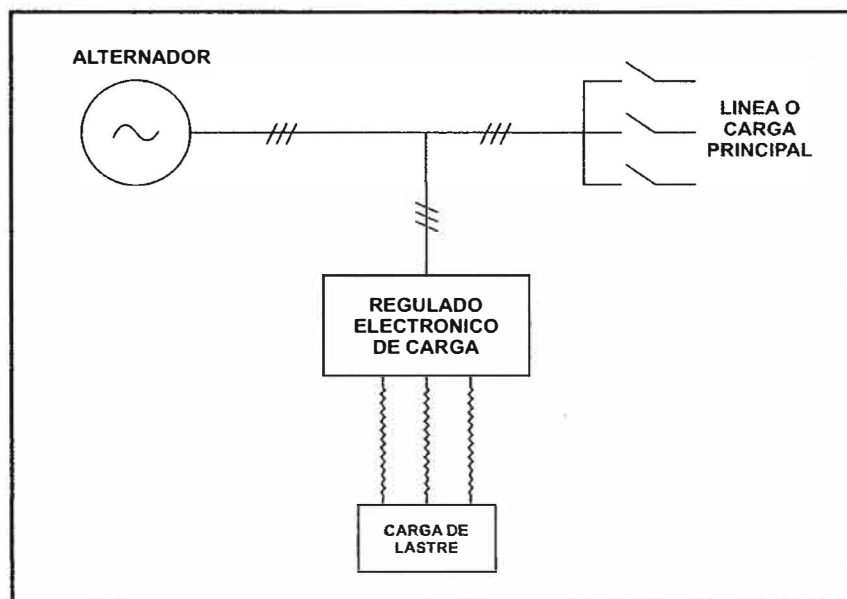 ALTERNADOR
LINEA O
CARGA
PRINCIPAL
REGULADO
ELECTRONICO
DE CARGA
CARGA DE
LASTRE